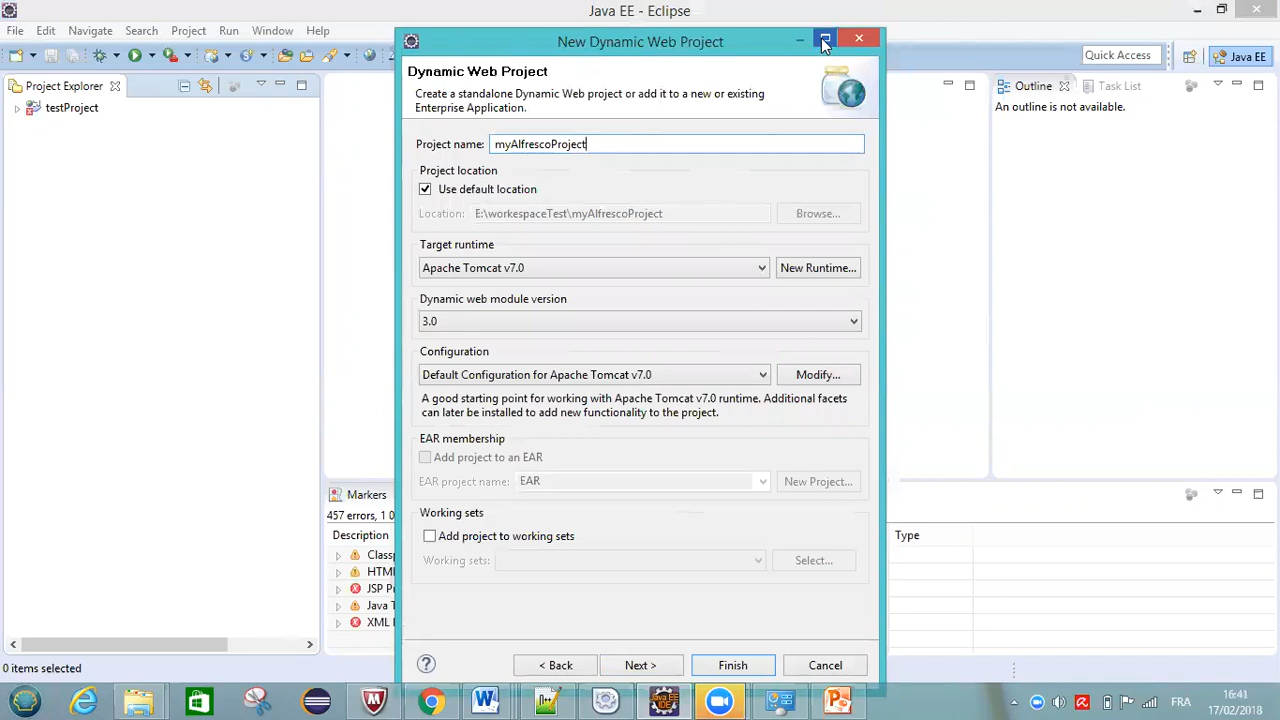 Java EE - Eclipse
File Edit Navigate Search Project Run Window Help
New Dynamic Web Project
Quick Access
Java EE
Project Explorer
testProject
Outline
Task List
An outline is not available.
Dynamic Web Project
Create a standalone Dynamic Web project or add it to a new or existing
Enterprise Application.
Project name: myAlfrescoProject
Project location
Use default location
Location: E:\workspaceTest\myAlfrescoProject Browse...
Target runtime
Apache Tomcat v7.0 New Runtime...
Dynamic web module version
3.0
Configuration
Default Configuration for Apache Tomcat v7.0 Modify...
A good starting point for working with Apache Tomcat v7.0 runtime. Additional facets
can later be installed to add new functionality to the project.
EAR membership
Add project to an EAR
EAR project name: EAR New Project...
Working sets
Add project to working sets
Working sets: Select...
Markers
457 errors, 1 0
Description
Type
Classp
HTM
JSP Pr
Java T
XML
< Back Next > Finish Cancel
0 items selected
FRA
16:41
17/02/2018